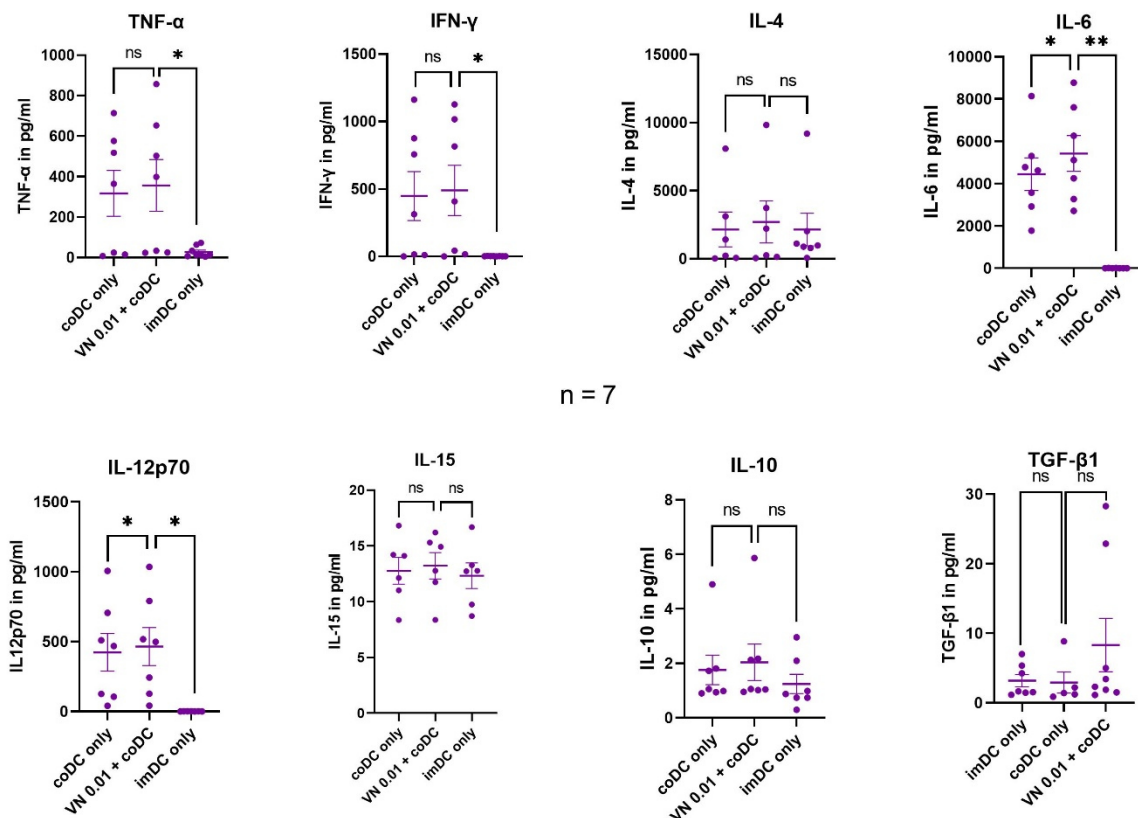 TNF-α
ns
*
1000
800
600
400
200
0
TNF-α in pg/ml
coDC only
VN 0.01 + coDC
imDC only
IFN-γ
ns
*
1500
1000
500
0
IFN-γ in pg/ml
coDC only
VN 0.01 + coDC
imDC only
IL-4
ns
ns
15000
10000
5000
0
IL-4 in pg/ml
coDC only
VN 0.01 + coDC
imDC only
IL-6
*
**
10000
8000
6000
4000
2000
0
IL-6 in pg/ml
coDC only
VN 0.01 + coDC
imDC only
n = 7
IL-12p70
*
*
1500
1000
500
0
IL12p70 in pg/ml
coDC only
VN 0.01 + coDC
imDC only
IL-15
ns
ns
20
15
10
5
0
IL-15 in pg/ml
coDC only
VN 0.01 + coDC
imDC only
IL-10
ns
ns
8
6
4
2
0
IL-10 in pg/ml
coDC only
VN 0.01 + coDC
imDC only
TGF-β1
ns
ns
30
20
10
0
TGF-β1 in pg/ml
imDC only
coDC only
VN 0.01 + coDC